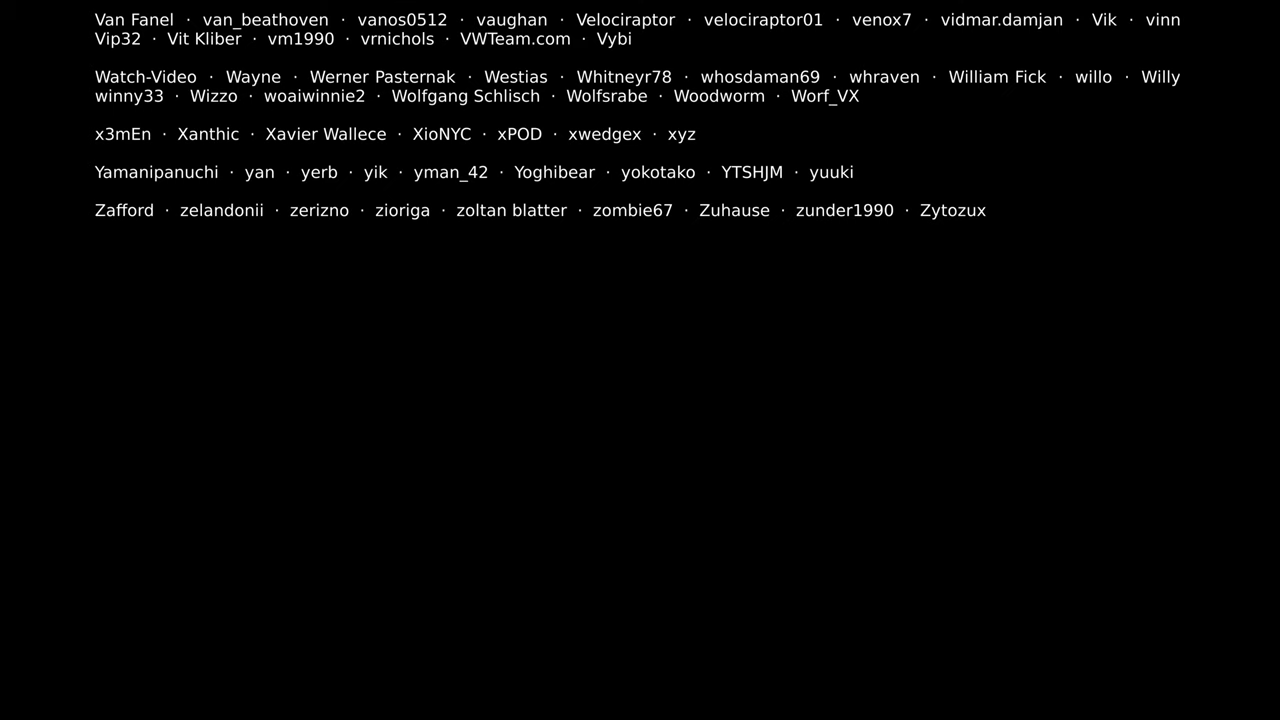 Van Fanel · van_beathoven · vanos0512 · vaughan · Velociraptor · velociraptor01 · venox7 · vidmar.damjan · Vik · vinn
Vip32 · Vit Kliber · vm1990 · vrnichols · VWTeam.com · Vybi
Watch-Video · Wayne · Werner Pasternak · Westias · Whitneyr78 · whosdaman69 · whraven · William Fick · willo · Willy
winny33 · Wizzo · woaiwinnie2 · Wolfgang Schlisch · Wolfsrabe · Woodworm · Worf_VX
x3mEn · Xanthic · Xavier Wallece · XioNYC · xPOD · xwedgex · xyz
Yamanipanuchi · yan · yerb · yik · yman_42 · Yoghibear · yokotako · YTSHJM · yuuki
Zafford · zelandonii · zerizno · zioriga · zoltan blatter · zombie67 · Zuhause · zunder1990 · Zytozux